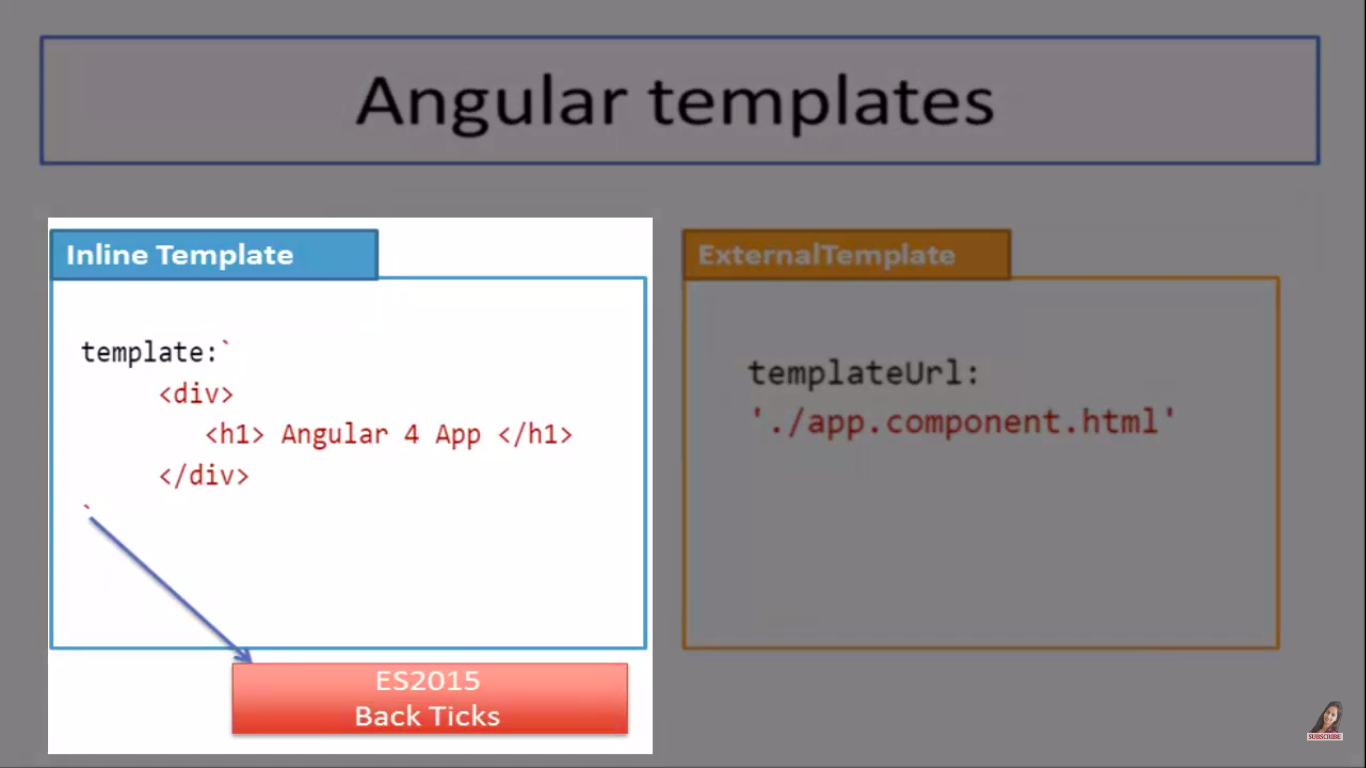 Angular templates
Inline Template
template:`
<div>
<h1> Angular 4 App </h1>
</div>
`
ES2015
Back Ticks
ExternalTemplate
templateUrl:
'./app.component.html'
SUBSCRIBE